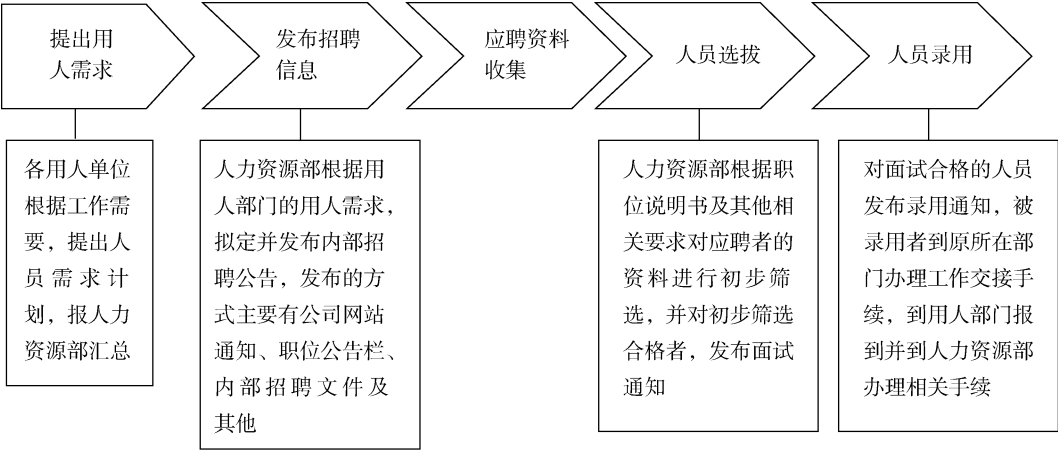 提出用
人需求
发布招聘
信息
应聘资料
收集
人员选拔
人员录用
各用人单位
根据工作需
要，提出人
员需求计
划，报人力
资源部汇总
人力资源部根据用
人部门的用人需求，
拟定并发布内部招
聘公告，发布的方
式主要有公司网站
通知、职位公告栏、
内部招聘文件及
其他
人力资源部根据职
位说明书及其他相
关要求对应聘者的
资料进行初步筛
选，并对初步筛选
合格者，发布面试
通知
对面试合格的人员
发布录用通知，被
录用者到原所在部
门办理工作交接手
续，到用人部门报
到并到人力资源部
办理相关手续